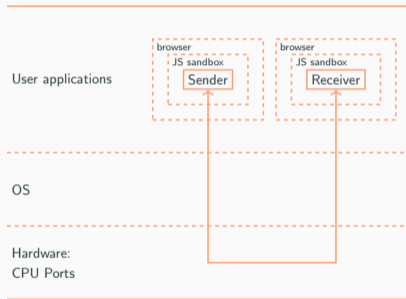 browser
browser
JS sandbox
JS sandbox
User applications
Sender
Receiver
OS
Hardware:
CPU Ports